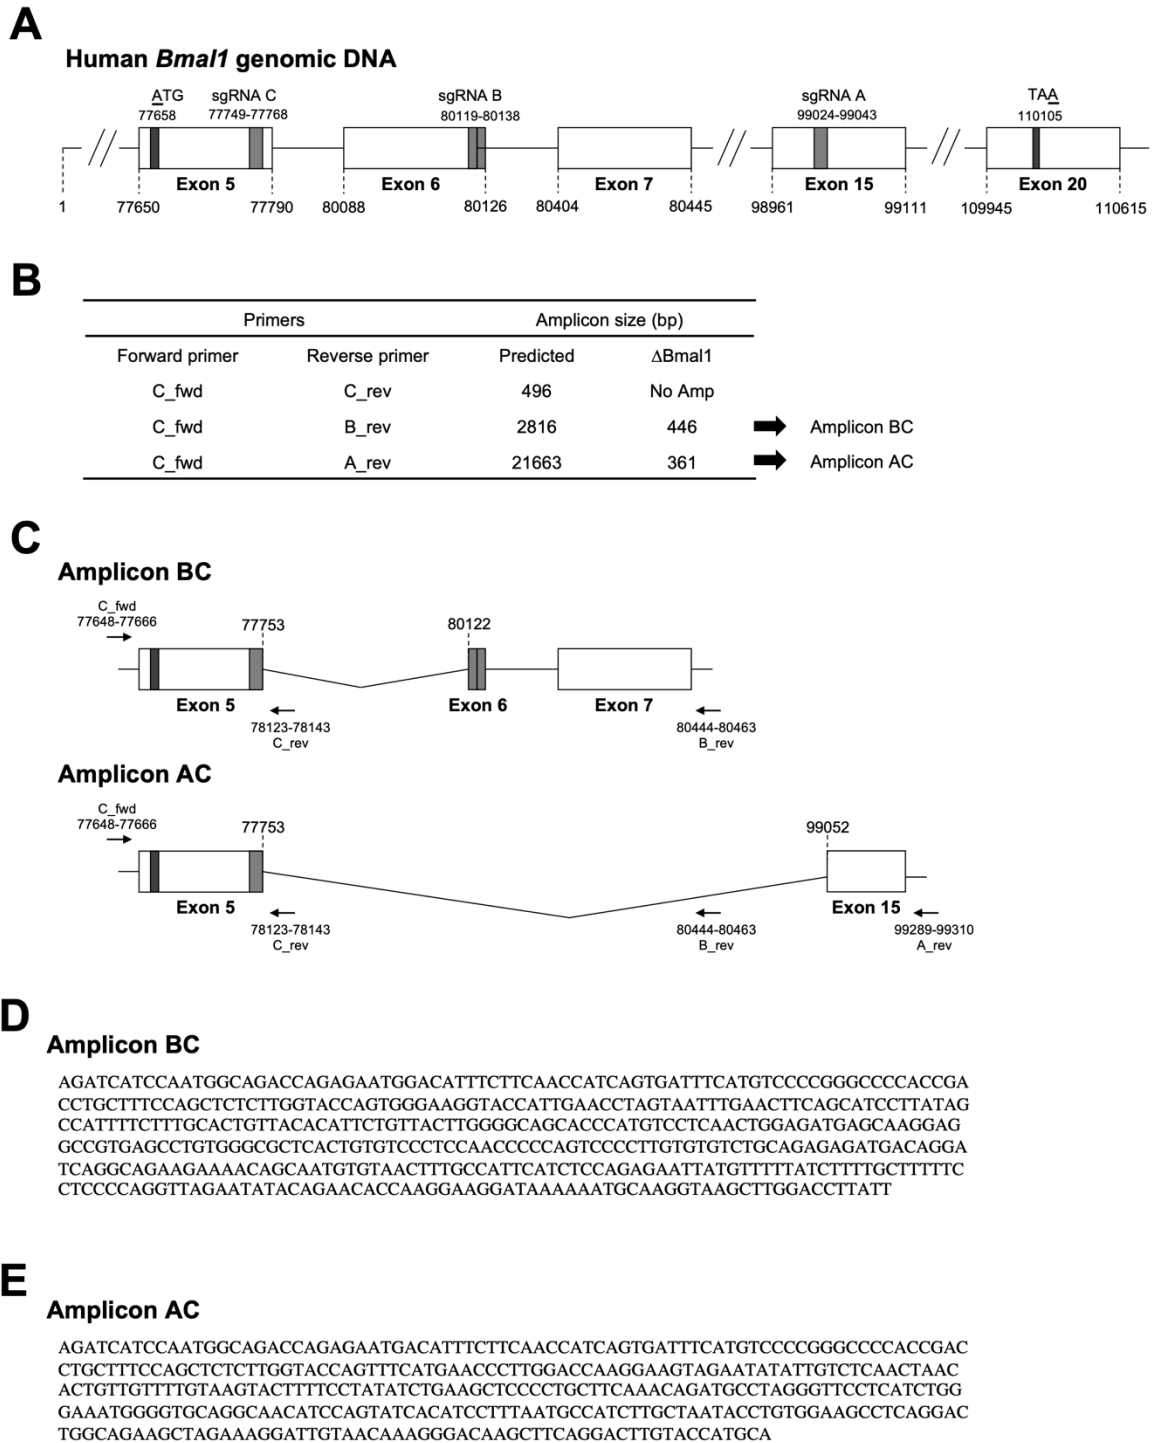 A
Human Bmal1 genomic DNA
ATG sgRNA C sgRNA B sgRNA A TAA
77658 77749-77768 80119-80138 99024-99043 110105
Exon 5 Exon 6 Exon 7 Exon 15 Exon 20
1 77650 77790 80088 80126 80404 80445 98961 99111 109945 110615
B
Primers Amplicon size (bp)
Forward primer Reverse primer Predicted ΔBmal1
C_fwd C_rev 496 No Amp
C_fwd B_rev 2816 446 Amplicon BC
C_fwd A_rev 21663 361 Amplicon AC
C
Amplicon BC
C_fwd
77648-77666 77753 80122
Exon 5 Exon 6 Exon 7
78123-78143 80444-80463
C_rev B_rev
Amplicon AC
C_fwd
77648-77666 77753 99052
Exon 5 Exon 15
78123-78143 80444-80463 99289-99310
C_rev B_rev A_rev
D
Amplicon BC
AGATCATCCAATGGCAGACCAGAGAATGGACATTTCTTCAACCATCAGTGATTTCATGTCCCCGGGCCCCACCGA
CCTGCTTTCCAGCTCTCTTGGTACCAGTGGGAAGGTACCATTGAACCTAGTAATTTGAACTTCAGCATCCTTATAG
CCATTTTCTTTGCACTGTTACACATTCTGTTACTTGGGGCAGCACCCATGTCCTCAACTGGAGATGAGCAAGGAG
GCCGTGAGCCTGTGGGCGCTCACTGTGTCCCTCCAACCCCCAGTCCCCTTGTGTGTCTGCAGAGAGATGACAGGA
TCAGGCAGAAGAAAACAGCAATGTGTAACTTTGCCATTCATCTCCAGAGAATTATGTTTTTATCTTTTGCTTTTTC
CTCCCCAGGTTAGAATATACAGAACACCAAGGAAGGATAAAAAATGCAAGGTAAGCTTGGACCTTATT
E
Amplicon AC
AGATCATCCAATGGCAGACCAGAGAATGACATTTCTTCAACCATCAGTGATTTCATGTCCCCGGGCCCCACCGAC
CTGCTTTCCAGCTCTCTTGGTACCAGTTTCATGAACCCTTGGACCAAGGAAGTAGAATATATTGTCTCAACTAAC
ACTGTTGTTTTGTAAGTACTTTTCCTATATCTGAAGCTCCCCTGCTTCAAACAGATGCCTAGGGTTCCTCATCTGG
GAAATGGGGTGCAGGCAACATCCAGTATCACATCCTTTAATGCCATCTTGCTAATACCTGTGGAAGCCTCAGGAC
TGGCAGAAGCTAGAAAGGATTGTAACAAAGGGACAAGCTTCAGGACTTGTACCATGCA